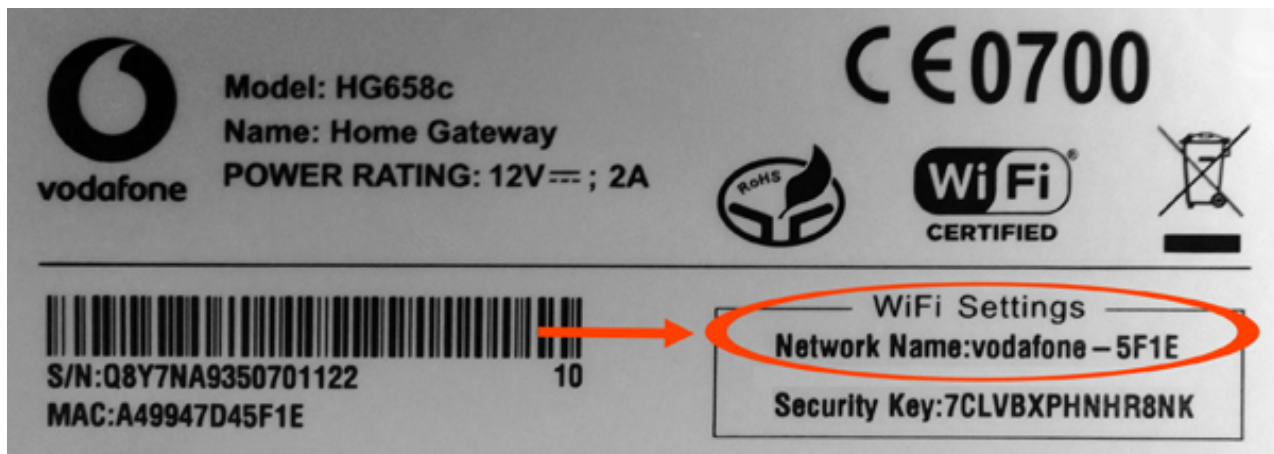 vodafone
Model: HG658c
Name: Home Gateway
POWER RATING: 12V⎓; 2A
CE0700
RoHS
WiFi®
CERTIFIED
S/N:Q8Y7NA9350701122 10
MAC:A49947D45F1E
WiFi Settings
Network Name:vodafone–5F1E
Security Key:7CLVBXPHNHR8NK